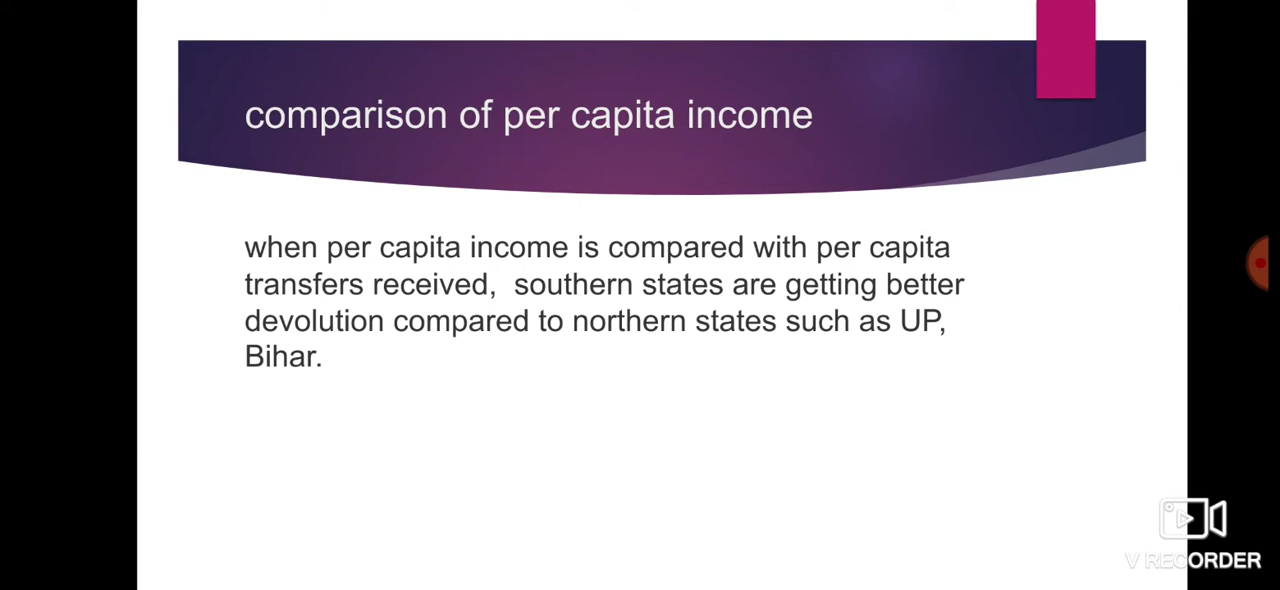 comparison of per capita income
when per capita income is compared with per capita
transfers received,  southern states are getting better
devolution compared to northern states such as UP,
Bihar.
V RECORDER